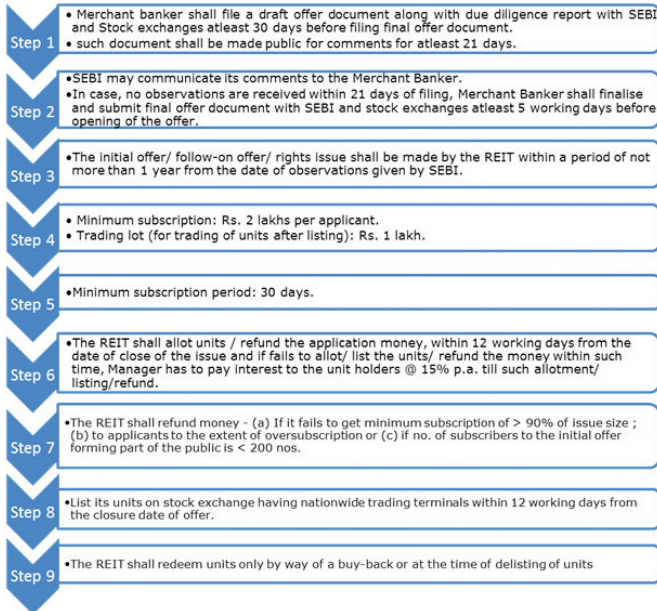 Step 1
•Merchant banker shall file a draft offer document along with due diligence report with SEBI
and Stock exchanges atleast 30 days before filing final offer document.
•such document shall be made public for comments for atleast 21 days.
Step 2
•SEBI may communicate its comments to the Merchant Banker.
•In case, no observations are received within 21 days of filing, Merchant Banker shall finalise
and submit final offer document with SEBI and stock exchanges atleast 5 working days before
opening of the offer.
Step 3
•The initial offer/ follow-on offer/ rights issue shall be made by the REIT within a period of not
more than 1 year from the date of observations given by SEBI.
Step 4
•Minimum subscription: Rs. 2 lakhs per applicant.
•Trading lot (for trading of units after listing): Rs. 1 lakh.
Step 5
•Minimum subscription period: 30 days.
Step 6
•The REIT shall allot units / refund the application money, within 12 working days from the
date of close of the issue and if fails to allot/ list the units/ refund the money within such
time, Manager has to pay interest to the unit holders @ 15% p.a. till such allotment/
listing/refund.
Step 7
•The REIT shall refund money - (a) If it fails to get minimum subscription of > 90% of issue size ;
(b) to applicants to the extent of oversubscription or (c) if no. of subscribers to the initial offer
forming part of the public is < 200 nos.
Step 8
•List its units on stock exchange having nationwide trading terminals within 12 working days from
the closure date of offer.
Step 9
•The REIT shall redeem units only by way of a buy-back or at the time of delisting of units